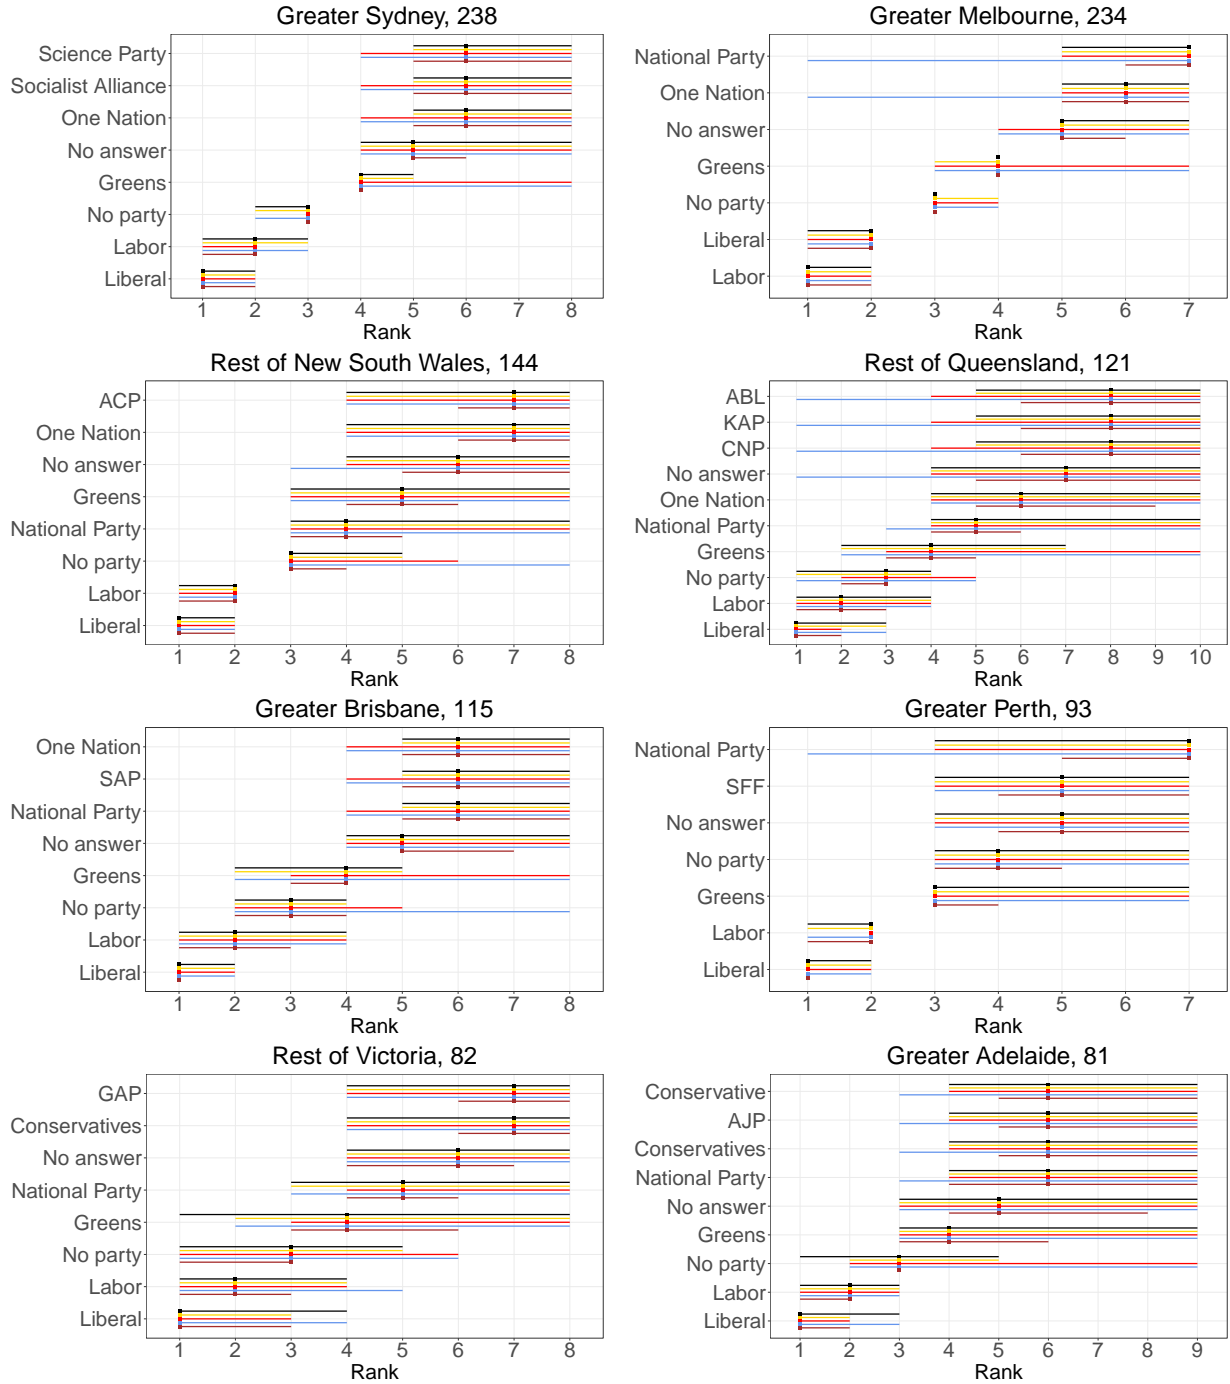 Greater Sydney, 238
Science Party
Socialist Alliance
One Nation
No answer
Greens
No party
Labor
Liberal
1 2 3 4 5 6 7 8
Rank
Greater Melbourne, 234
National Party
One Nation
No answer
Greens
No party
Liberal
Labor
1 2 3 4 5 6 7
Rank
Rest of New South Wales, 144
ACP
One Nation
No answer
Greens
National Party
No party
Labor
Liberal
1 2 3 4 5 6 7 8
Rank
Rest of Queensland, 121
ABL
KAP
CNP
No answer
One Nation
National Party
Greens
No party
Labor
Liberal
1 2 3 4 5 6 7 8 9 10
Rank
Greater Brisbane, 115
One Nation
SAP
National Party
No answer
Greens
No party
Labor
Liberal
1 2 3 4 5 6 7 8
Rank
Greater Perth, 93
National Party
SFF
No answer
No party
Greens
Labor
Liberal
1 2 3 4 5 6 7
Rank
Rest of Victoria, 82
GAP
Conservatives
No answer
National Party
Greens
No party
Labor
Liberal
1 2 3 4 5 6 7 8
Rank
Greater Adelaide, 81
Conservative
AJP
Conservatives
National Party
No answer
Greens
No party
Labor
Liberal
1 2 3 4 5 6 7 8 9
Rank